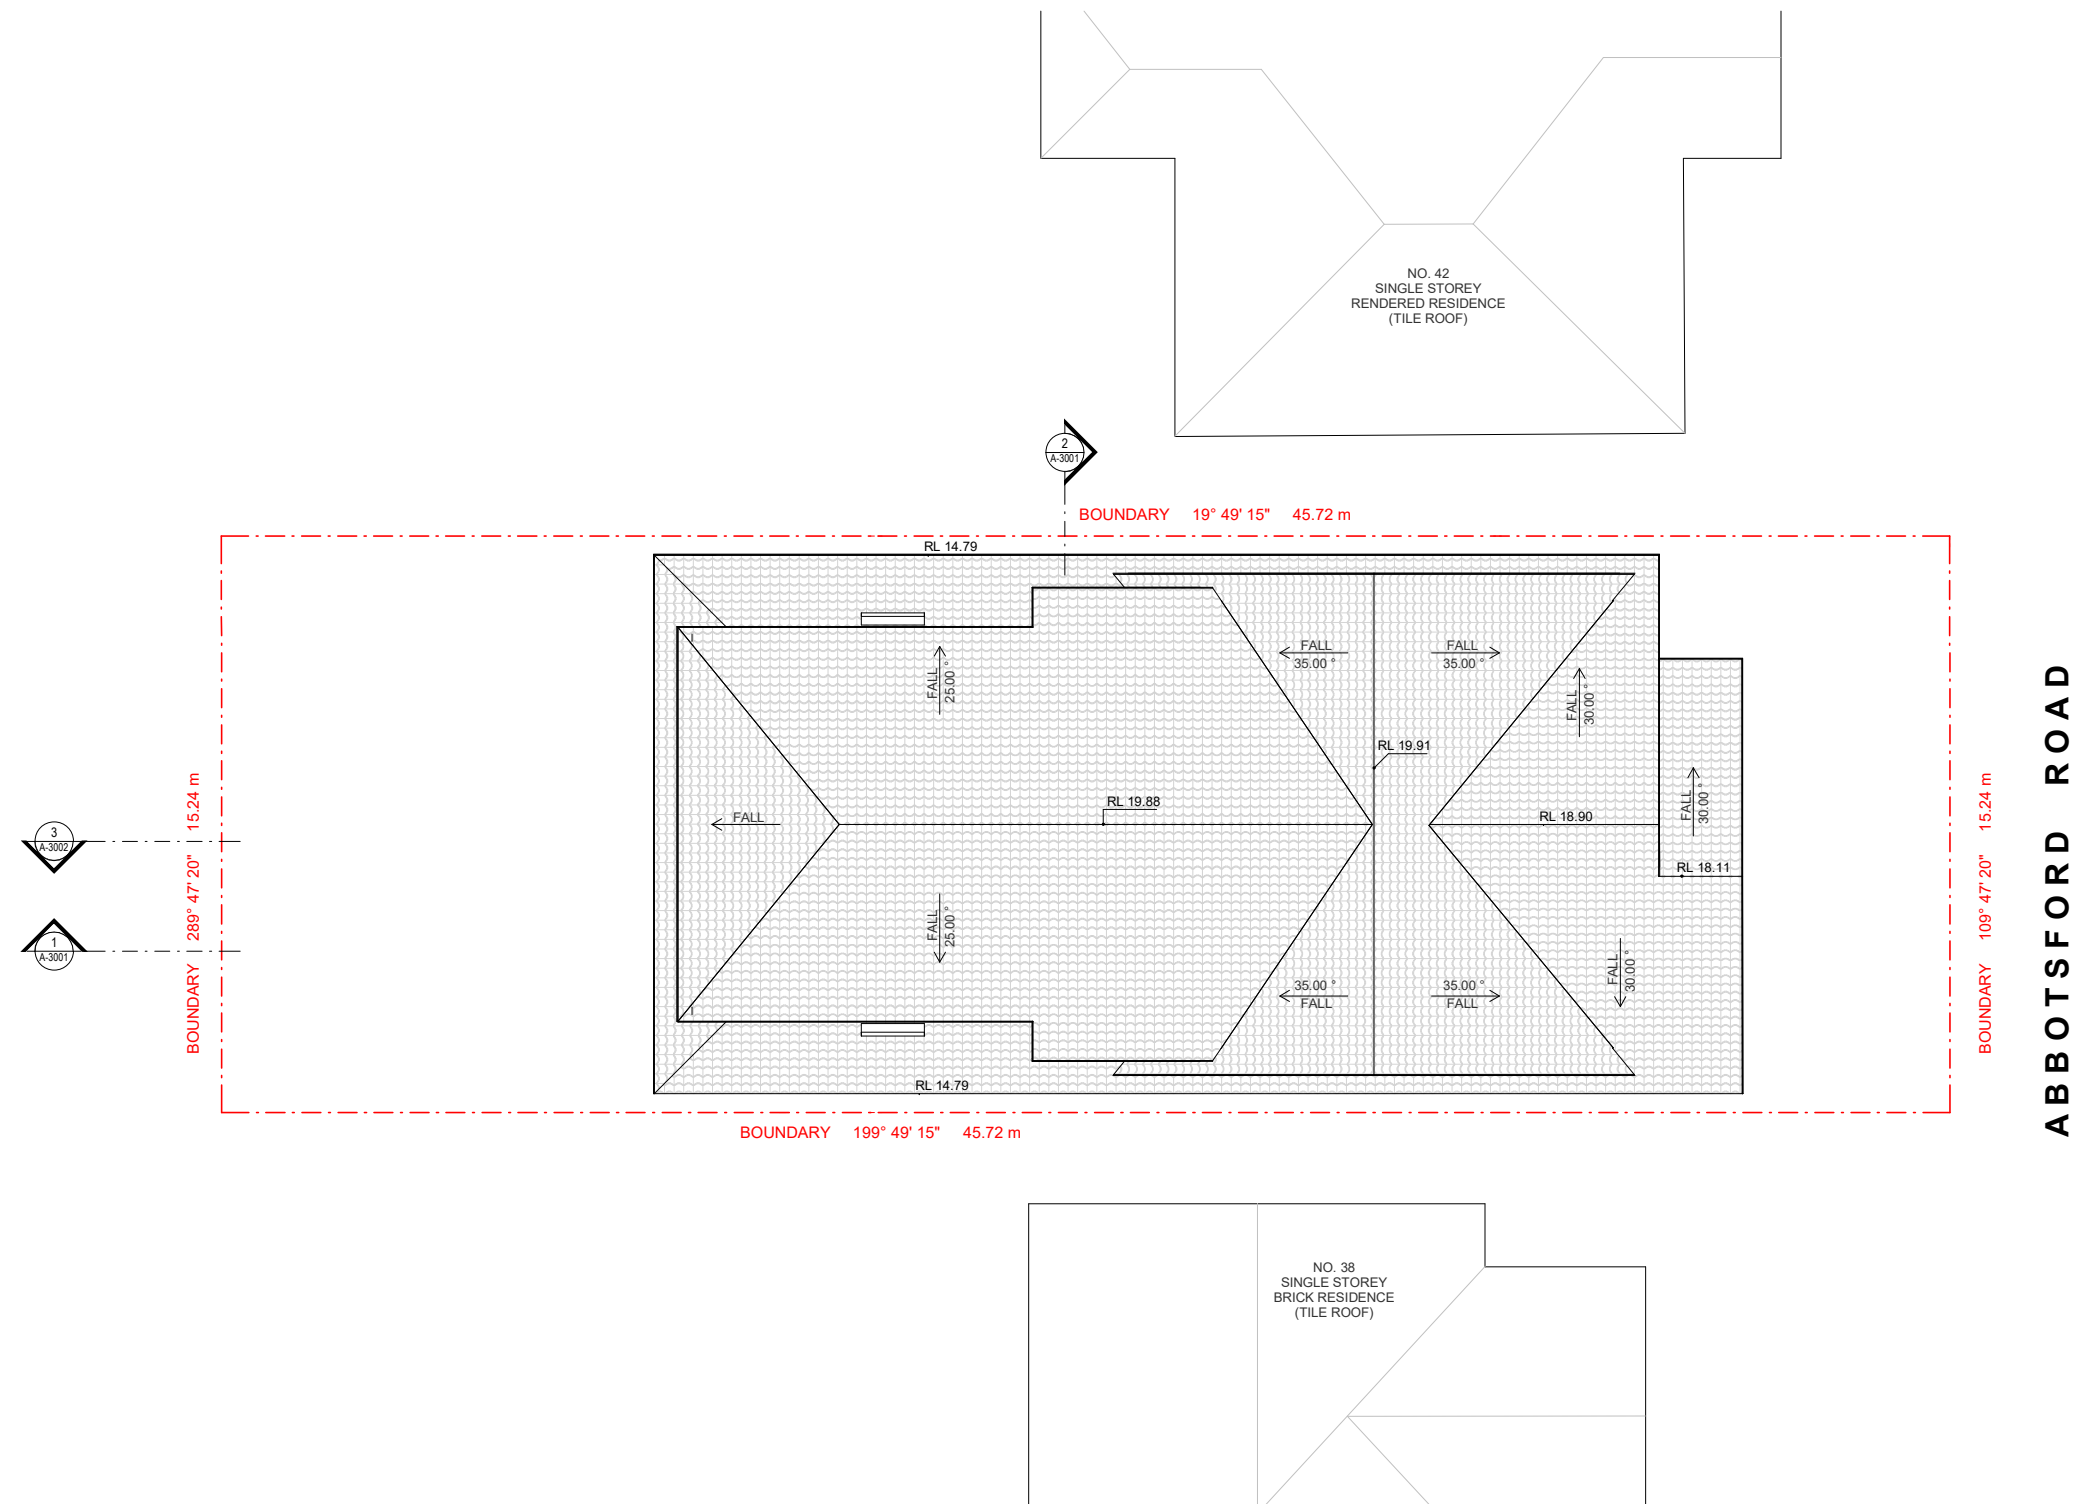 NO. 42
SINGLE STOREY
RENDERED RESIDENCE
(TILE ROOF)
2
A-3001
BOUNDARY 19° 49' 15" 45.72 m
RL 14.79
FALL
35.00 °
FALL
35.00 °
FALL
25.00 °
FALL
30.00 °
RL 19.91
FALL
30.00 °
RL 19.88
FALL
RL 18.90
RL 18.11
3
A-3002
1
A-3001
BOUNDARY 289° 47' 20" 15.24 m
FALL
25.00 °
35.00 °
FALL
35.00 °
FALL
FALL
30.00 °
RL 14.79
BOUNDARY 109° 47' 20" 15.24 m
ABBOTSFORD ROAD
BOUNDARY 199° 49' 15" 45.72 m
NO. 38
SINGLE STOREY
BRICK RESIDENCE
(TILE ROOF)